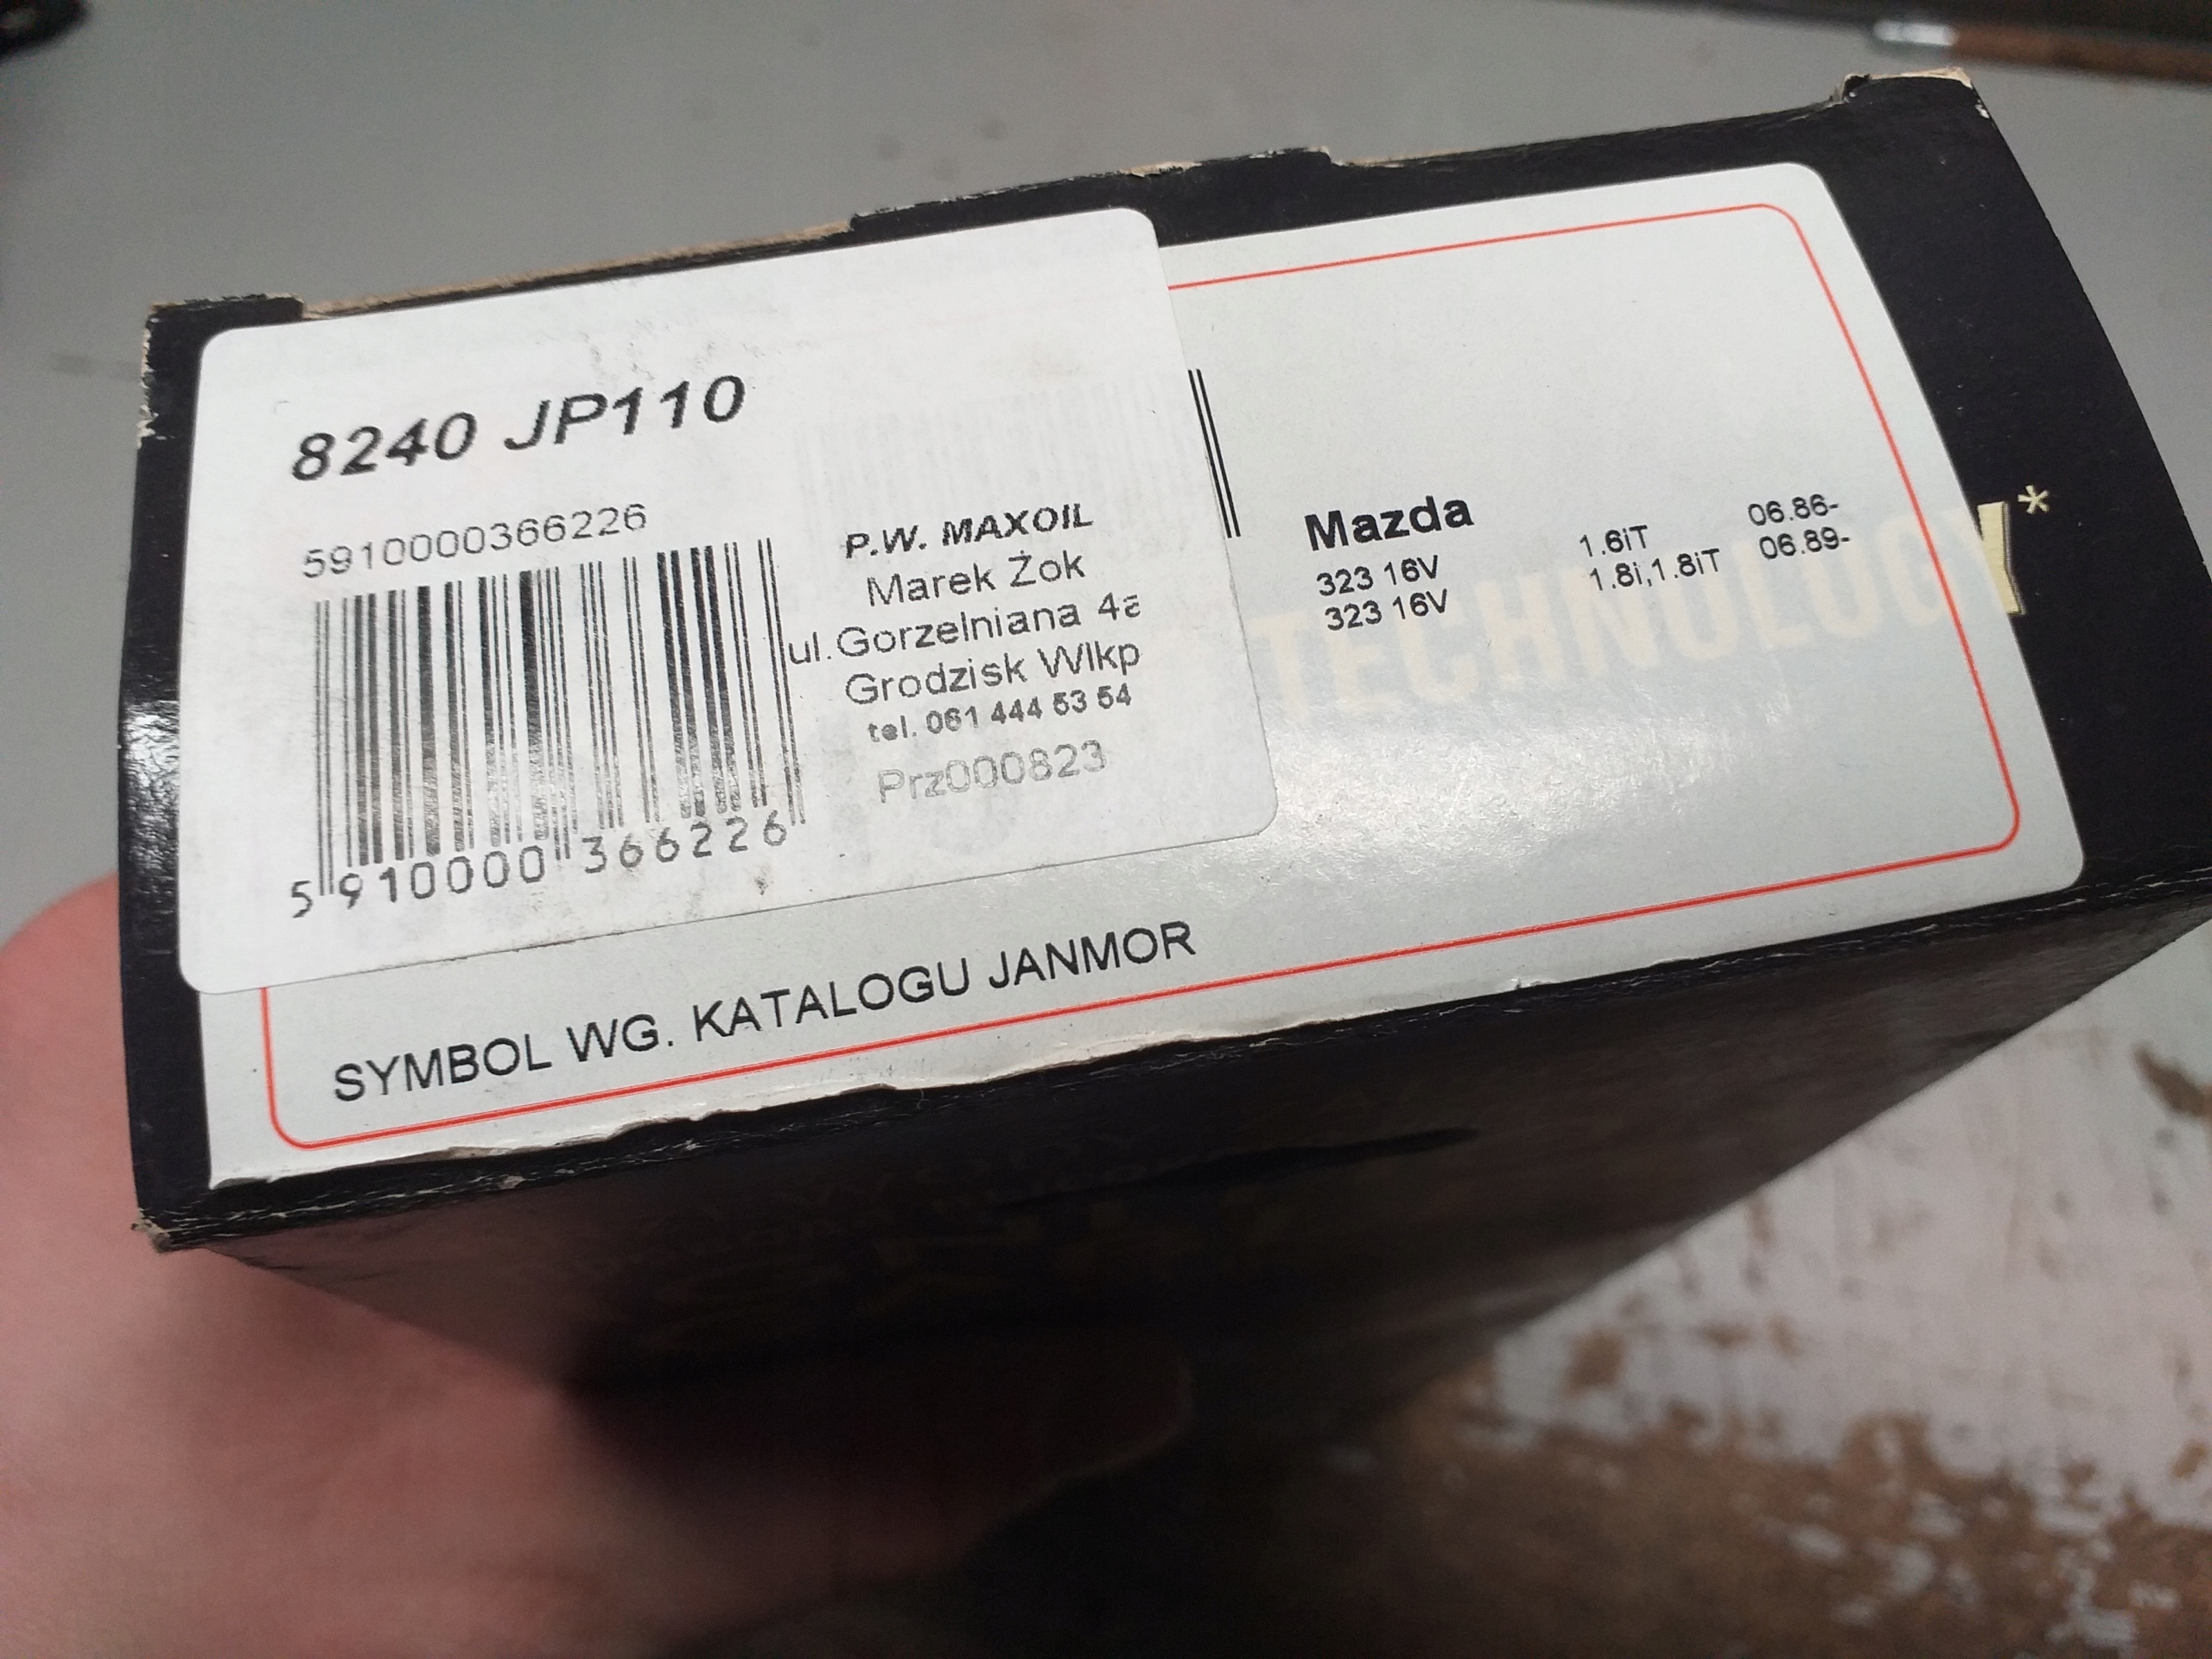 8240 JP110
5910000366226
P.W. MAXOIL
Marek Żok
ul.Gorzelniana 4a
Grodzisk Wlkp
tel. 061 444 53 54
Prz000823
5 910000 366226
Mazda
323 16V 1.6iT 06.86-
323 16V 1.8i,1.8iT 06.89-
TECHNOLOGY*
SYMBOL WG. KATALOGU JANMOR